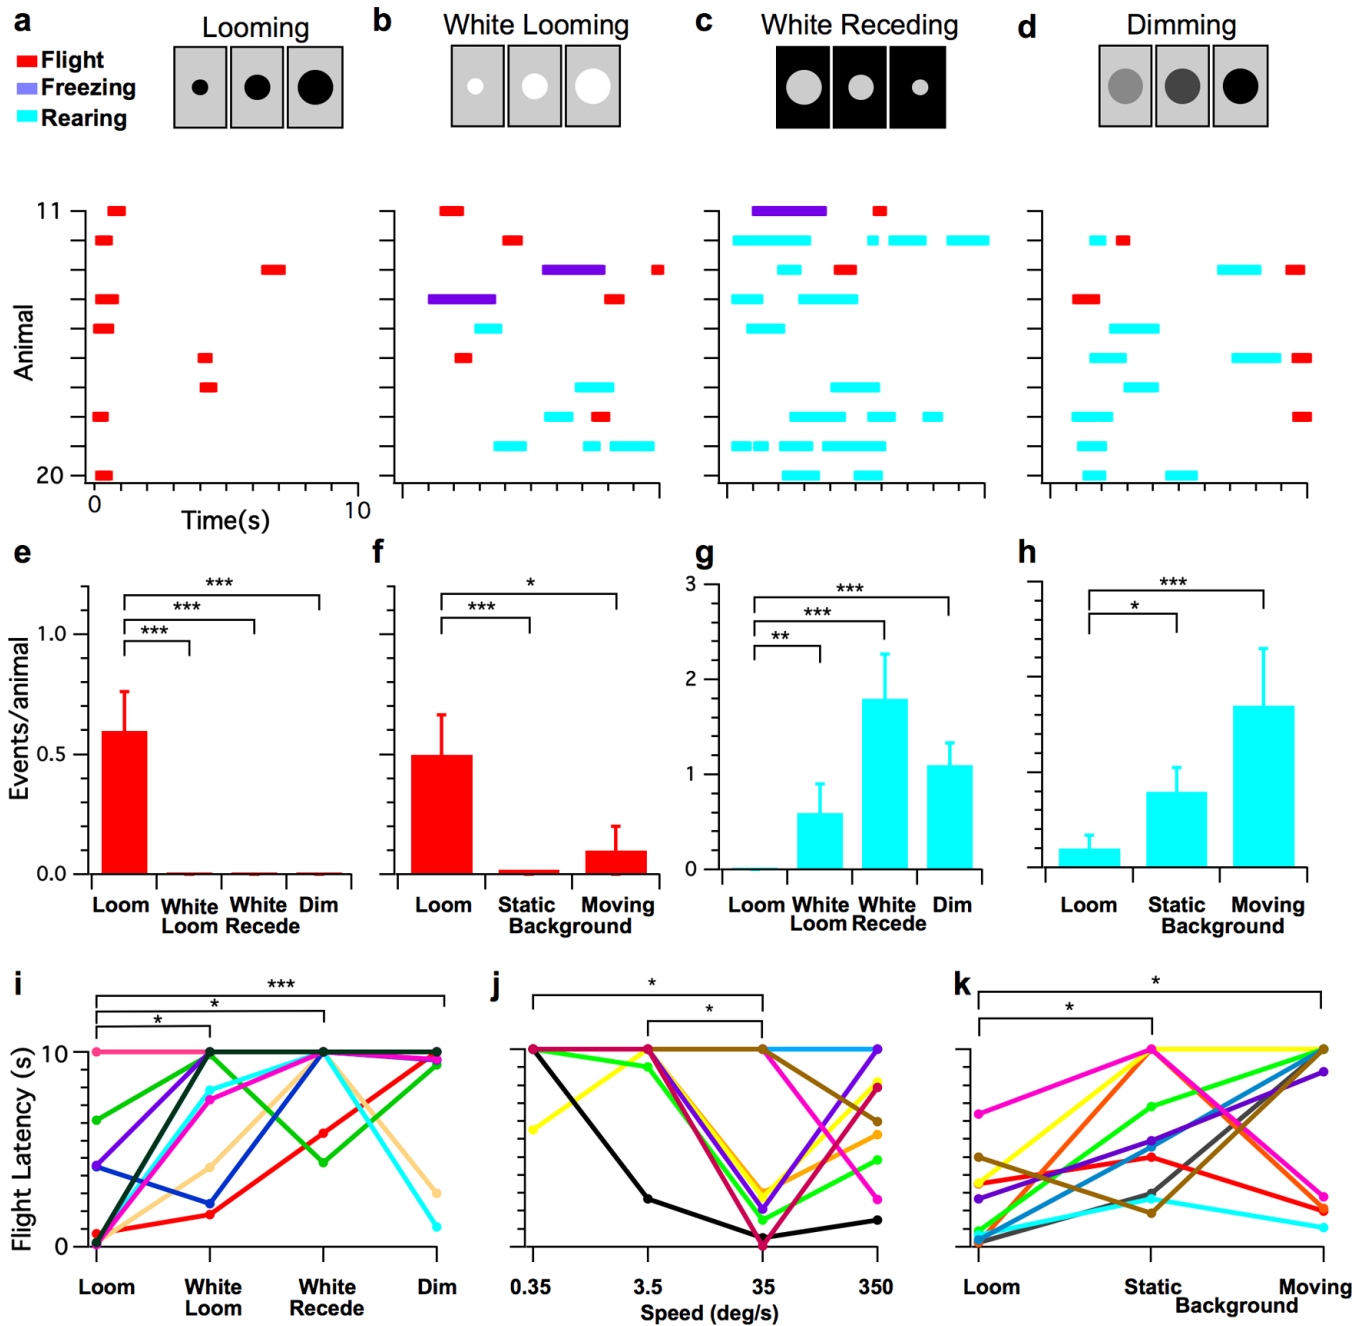 a Looming
b White Looming
c White Receding
d Dimming
Flight
Freezing
Rearing
11
Animal
20
0 10
Time(s)
e f g h
*** * *** ***
*** *** *** *
*** **
3
1.0
2
Events/animal
0.5
1
0.0 0
Loom White White Dim
Loom Recede
Loom Static Moving
Background
Loom White White Dim
Loom Recede
Loom Static Moving
Background
i j k
*** * *
* * *
*
10
Flight Latency (s)
0
Loom White White Dim
Loom Recede
0.35 3.5 35 350
Speed (deg/s)
Loom Static Moving
Background